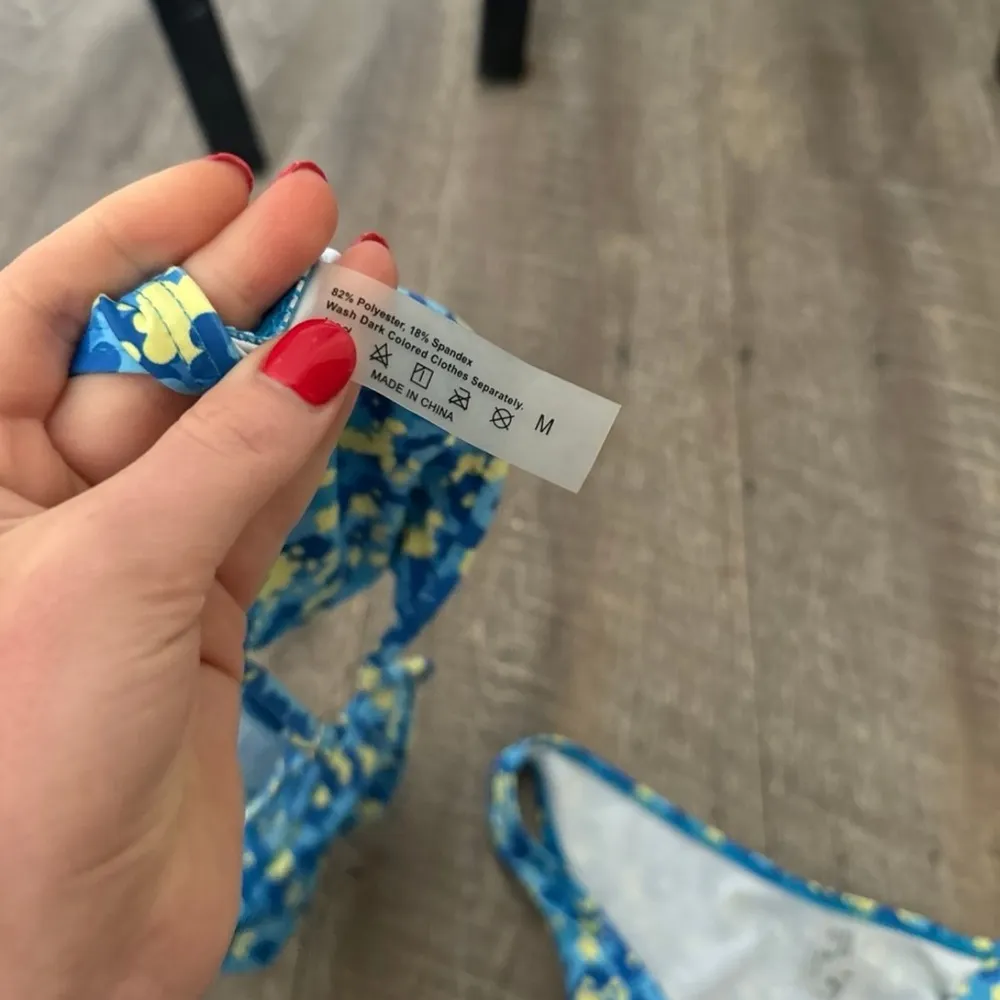 82% Polyester, 18% Spandex
Wash Dark Colored Clothes Separately.
MADE IN CHINA
M